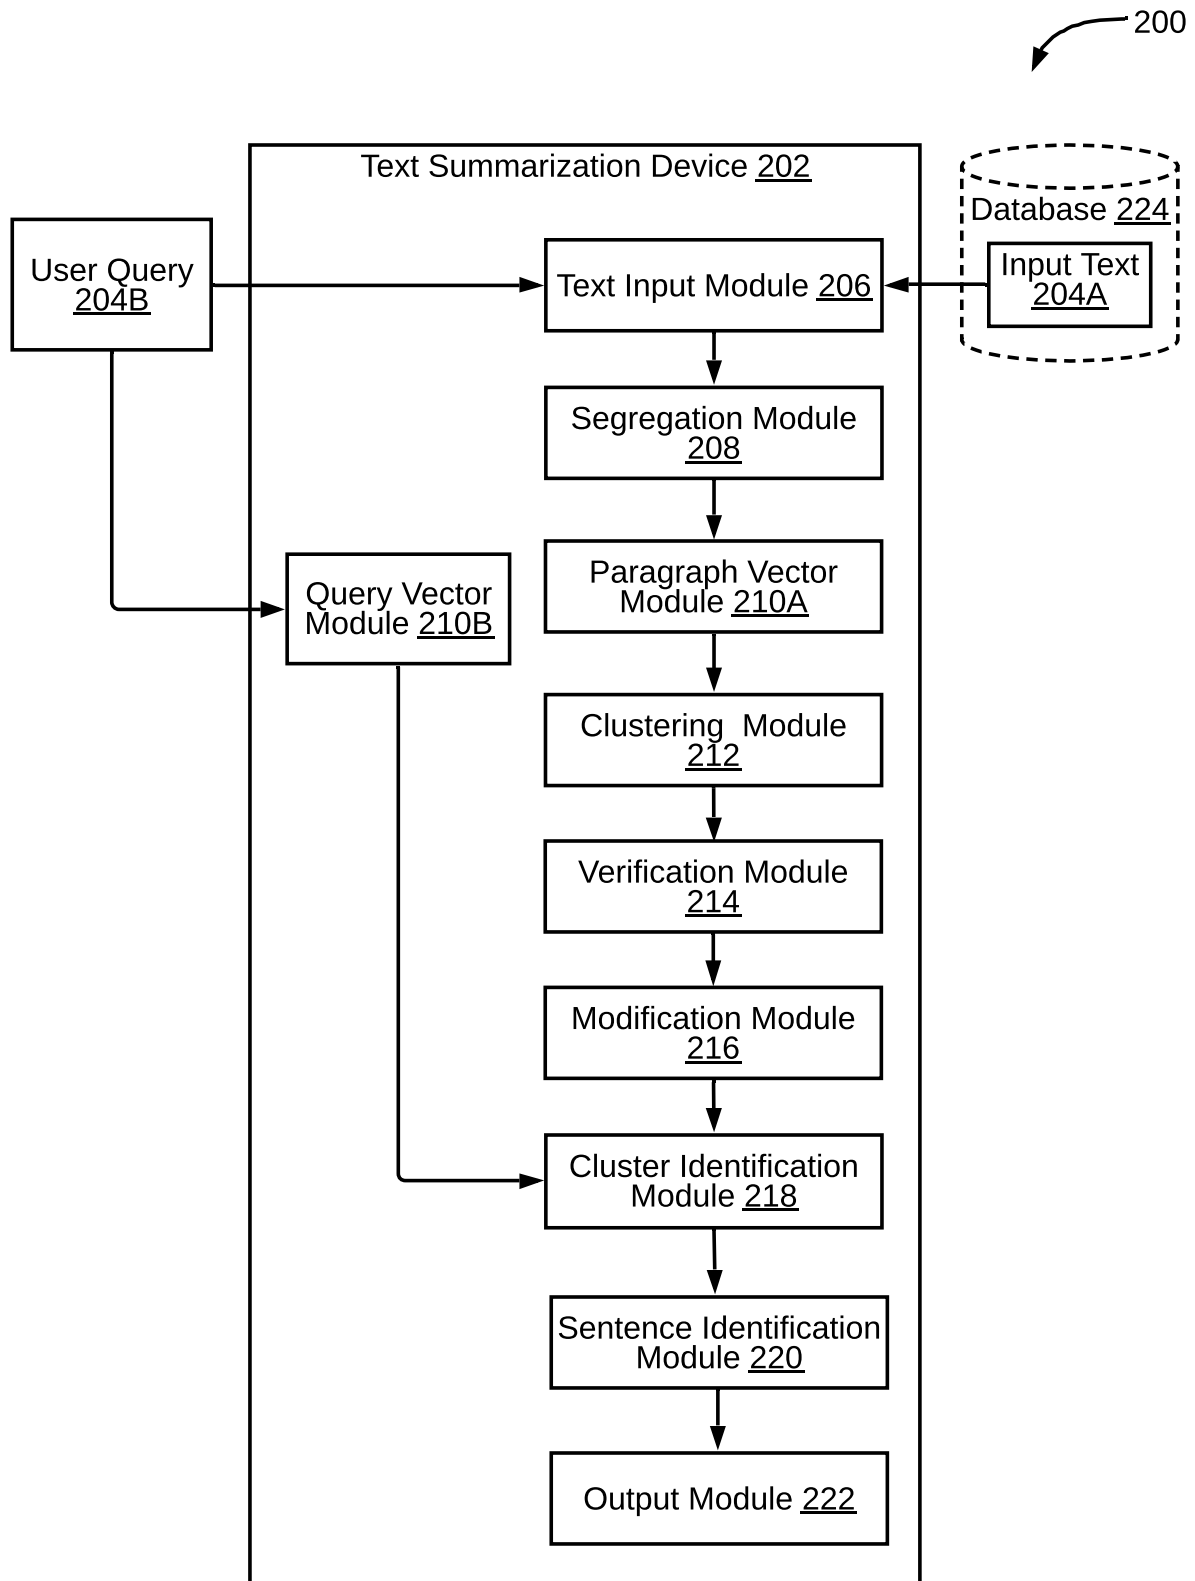 200
Text Summarization Device 202
Database 224
User Query
204B
Text Input Module 206
Input Text
204A
Segregation Module
208
Paragraph Vector
Module 210A
Query Vector
Module 210B
Clustering Module
212
Verification Module
214
Modification Module
216
Cluster Identification
Module 218
Sentence Identification
Module 220
Output Module 222